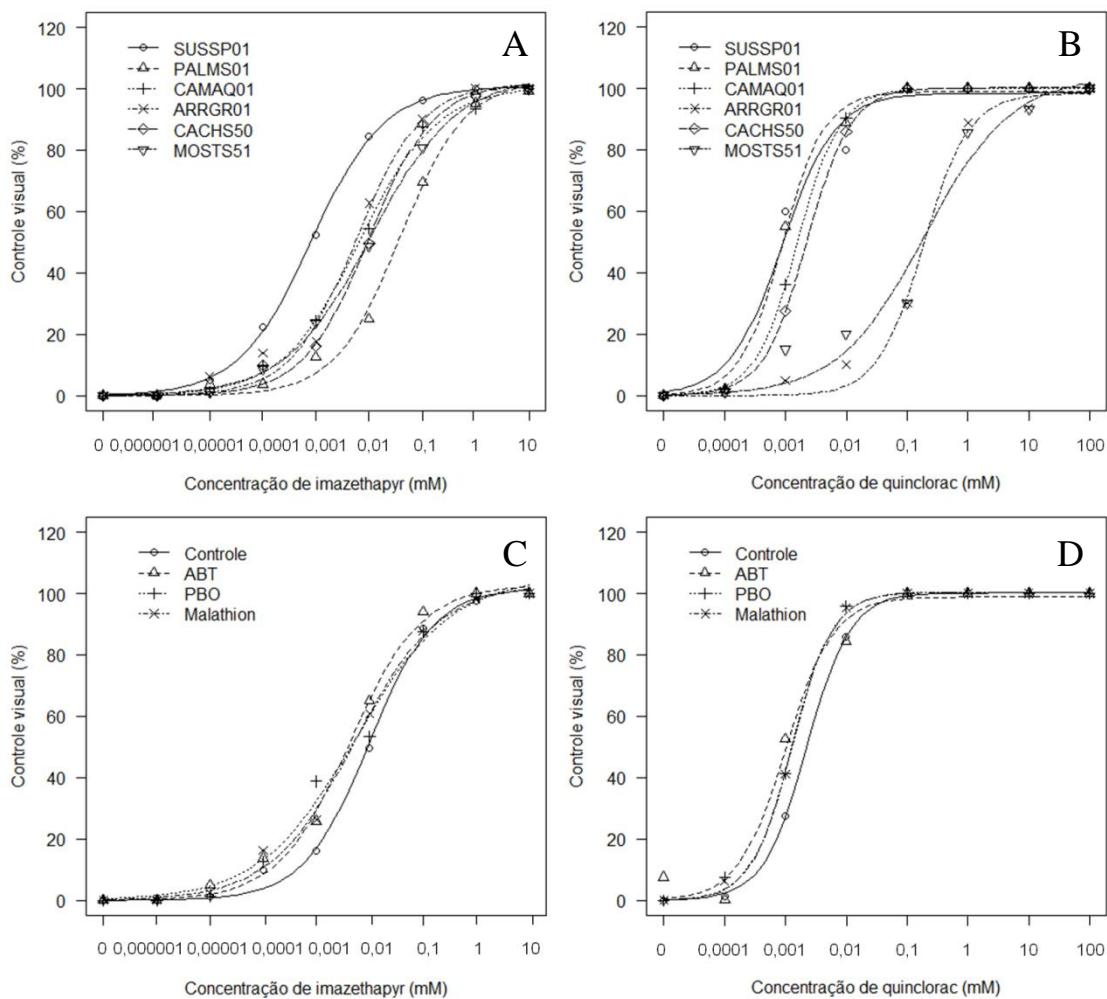 A
Controle visual (%)
120
100
80
60
40
20
0
SUSSP01
PALMS01
CAMAQ01
ARRGR01
CACHS50
MOSTS51
0 0,000001 0,00001 0,0001 0,001 0,01 0,1 1 10
Concentração de imazethapyr (mM)
B
Controle visual (%)
120
100
80
60
40
20
0
SUSSP01
PALMS01
CAMAQ01
ARRGR01
CACHS50
MOSTS51
0 0,0001 0,001 0,01 0,1 1 10 100
Concentração de quinclorac (mM)
C
Controle visual (%)
120
100
80
60
40
20
0
Controle
ABT
PBO
Malathion
0 0,000001 0,00001 0,0001 0,001 0,01 0,1 1 10
Concentração de imazethapyr (mM)
D
Controle visual (%)
120
100
80
60
40
20
0
Controle
ABT
PBO
Malathion
0 0,0001 0,001 0,01 0,1 1 10 100
Concentração de quinclorac (mM)